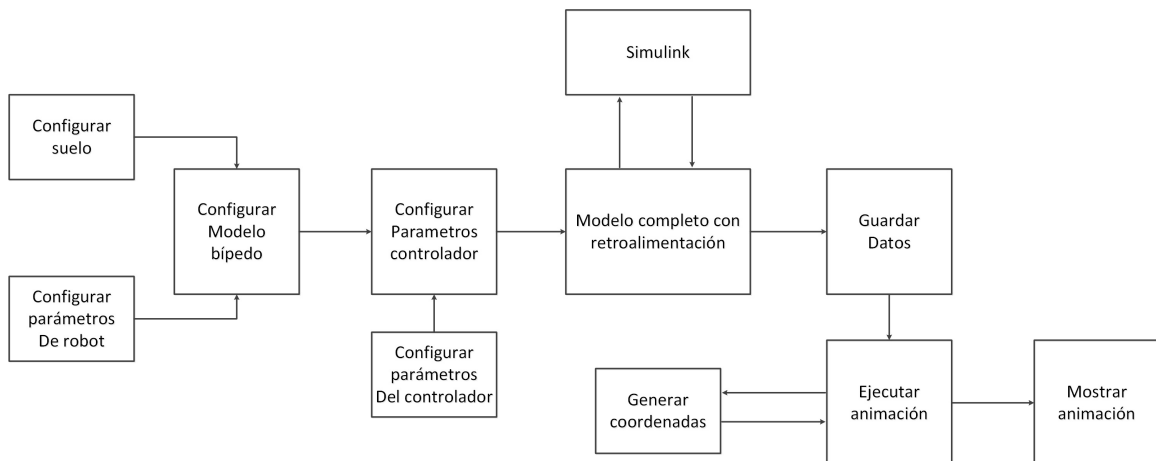 Simulink
Configurar
suelo
Configurar
Modelo
bípedo
Configurar
Parametros
controlador
Modelo completo con
retroalimentación
Guardar
Datos
Configurar
parámetros
De robot
Configurar
parámetros
Del controlador
Generar
coordenadas
Ejecutar
animación
Mostrar
animación